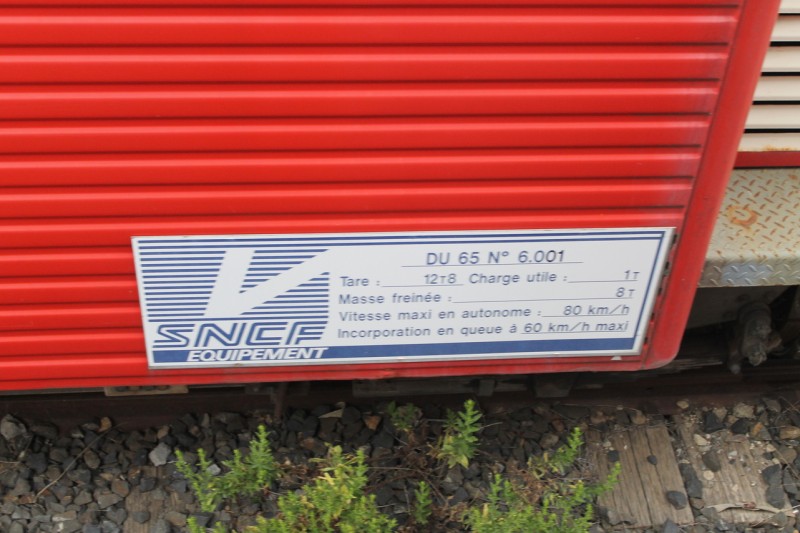 DU 65 N° 6.001
Tare : 12T8 Charge utile : 1T
Masse freinée : 8T
Vitesse maxi en autonome : 80 km/h
Incorporation en queue à 60 km/h maxi
SNCF
EQUIPEMENT